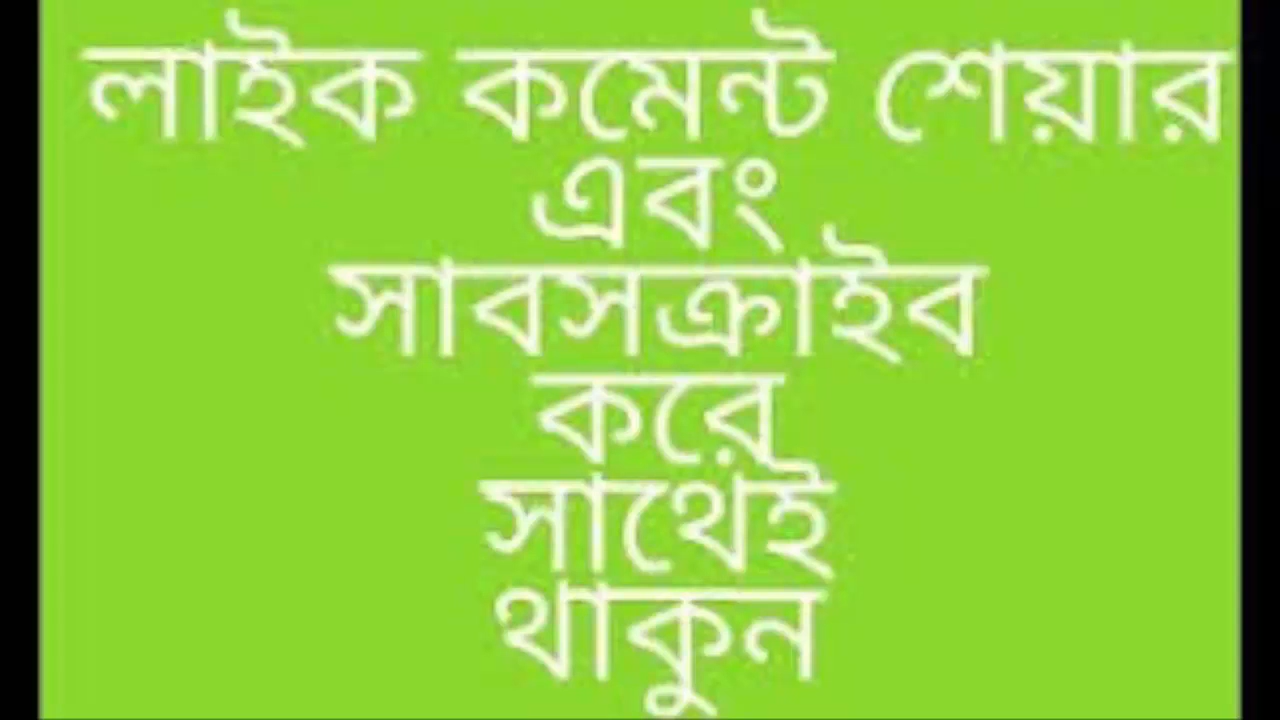 লাইক কমেন্ট শেয়ার
এবং
সাবসক্রাইব
করে
সাথেই
থাকুন